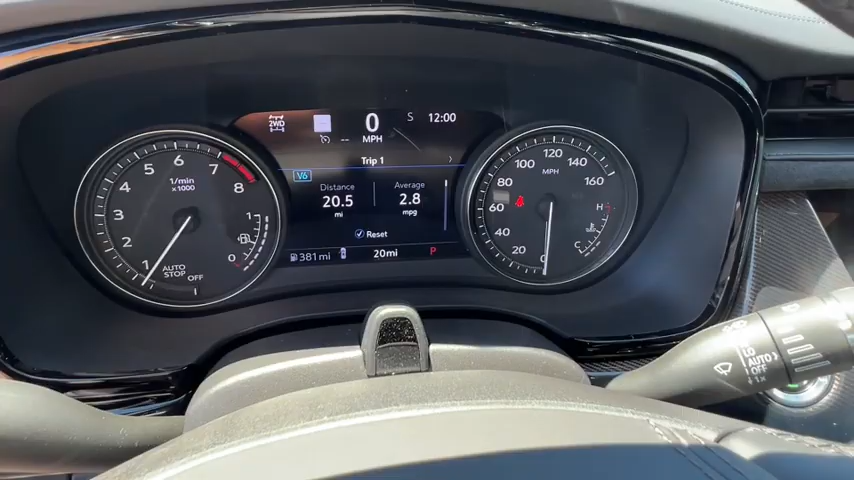 2WD
0
MPH
S
12:00
Trip 1
V6
Distance
20.5
mi
Average
2.8
mpg
Reset
381mi
20mi
P
1/min
x1000
1
2
3
4
5
6
7
8
1
0
AUTO
STOP
OFF
MPH
0
20
40
60
80
100
120
140
160
H
C
LO
AUTO
OFF
1x